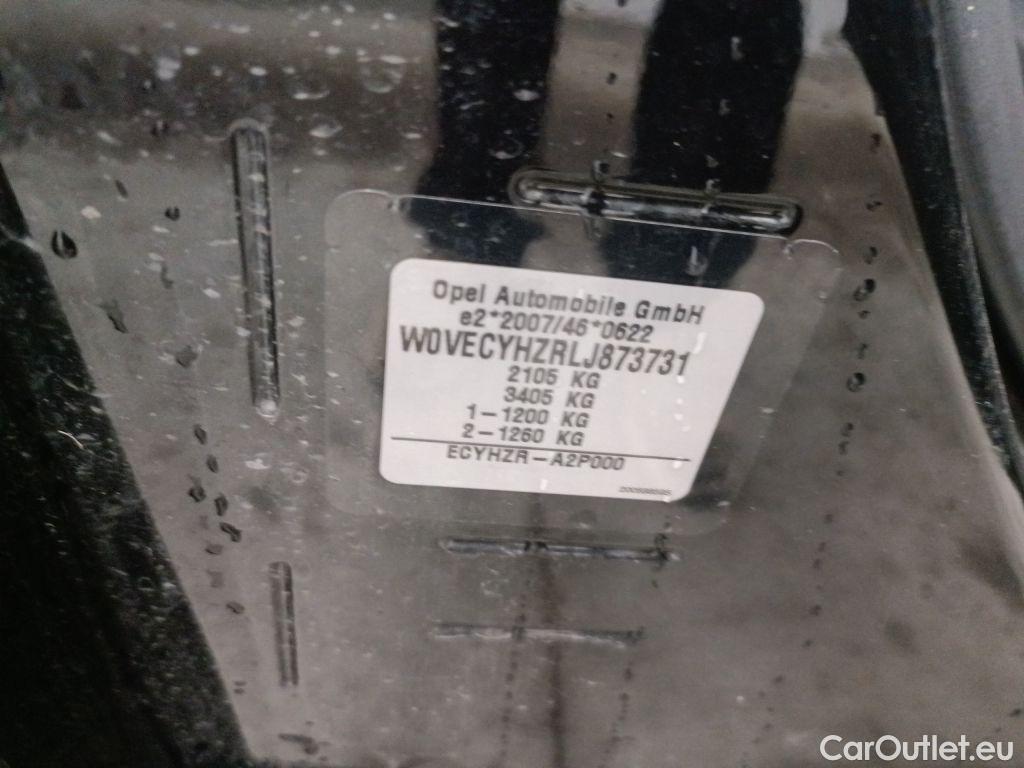 Opel Automobile GmbH
e2*2007/46*0622
W0VECYHZRLJ873731
2105 KG
3405 KG
1-1200 KG
2-1260 KG
ECYHZR-A2P000
CarOutlet.eu